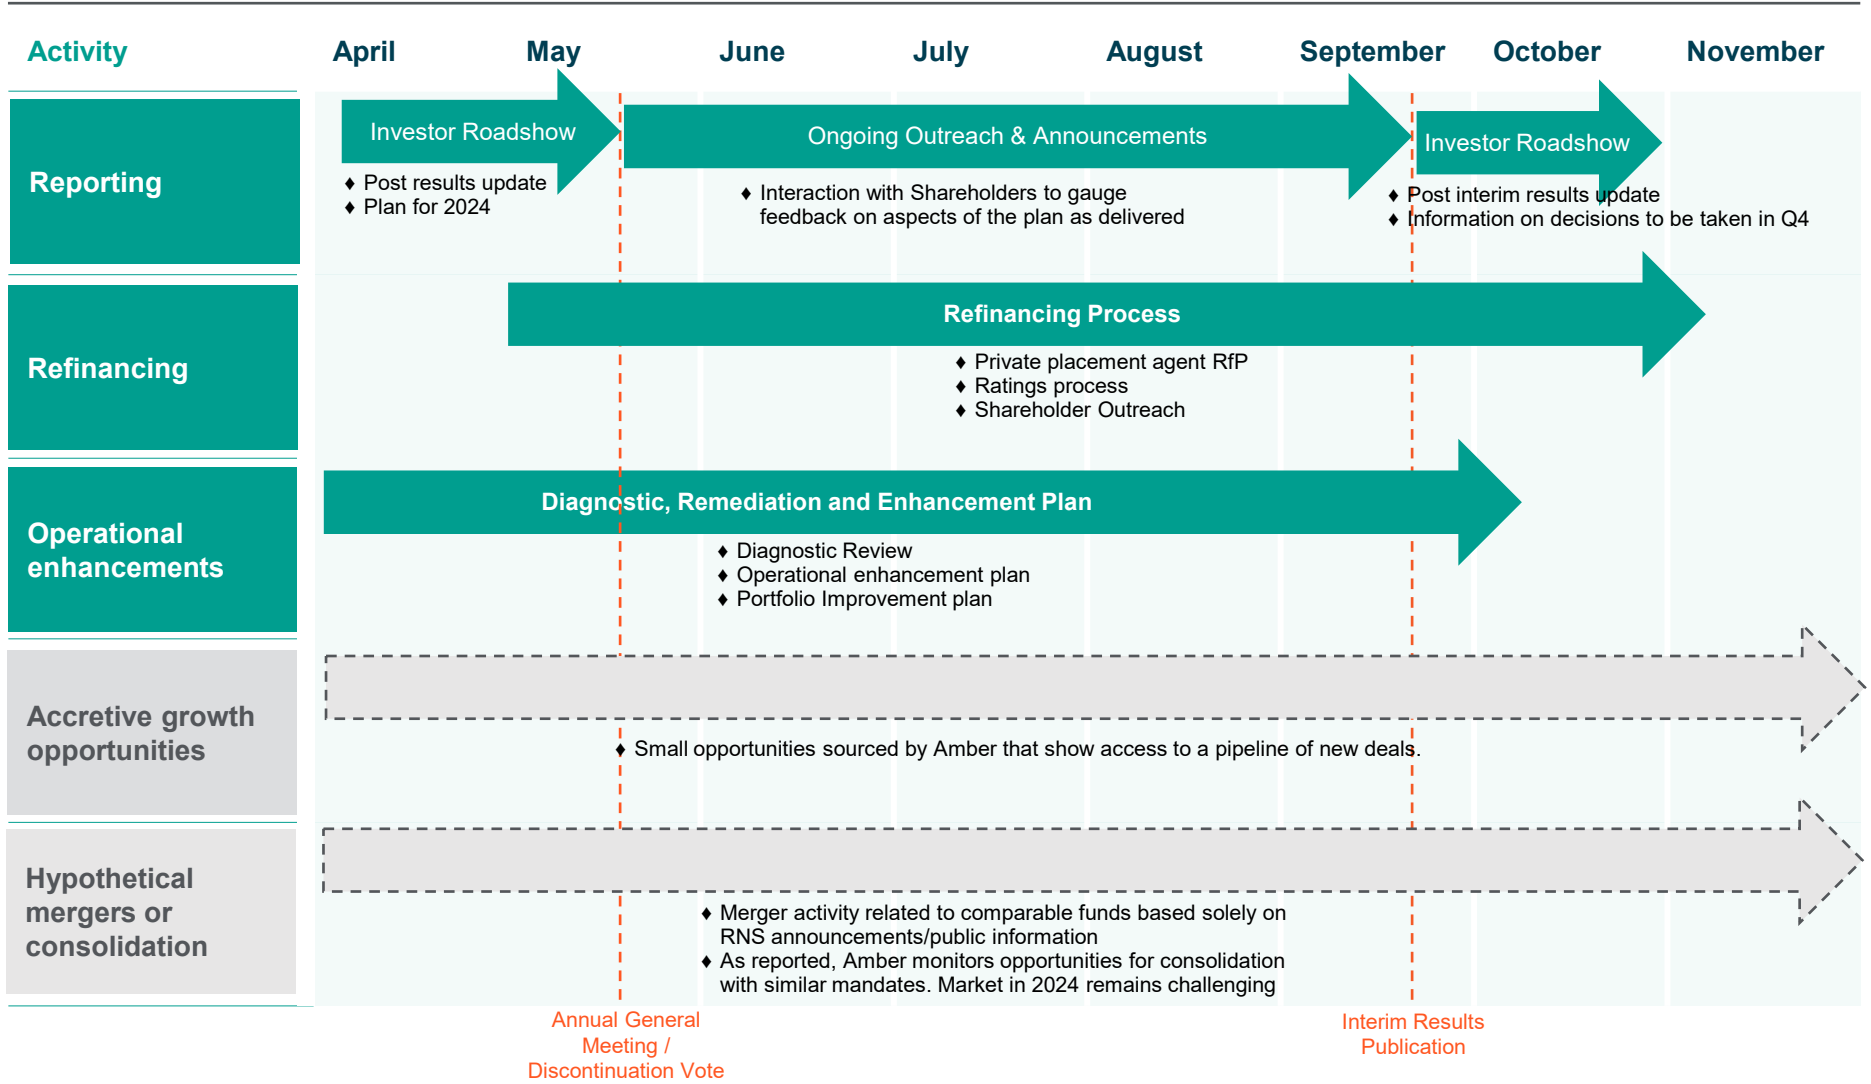 Activity
April
May
June
July
August
September
October
November
Reporting
Investor Roadshow
♦ Post results update
♦ Plan for 2024
Ongoing Outreach & Announcements
♦ Interaction with Shareholders to gauge
feedback on aspects of the plan as delivered
Investor Roadshow
♦ Post interim results update
♦ Information on decisions to be taken in Q4
Refinancing
Refinancing Process
♦ Private placement agent RfP
♦ Ratings process
♦ Shareholder Outreach
Operational
enhancements
Diagnostic, Remediation and Enhancement Plan
♦ Diagnostic Review
♦ Operational enhancement plan
♦ Portfolio Improvement plan
Accretive growth
opportunities
♦ Small opportunities sourced by Amber that show access to a pipeline of new deals.
Hypothetical
mergers or
consolidation
♦ Merger activity related to comparable funds based solely on
RNS announcements/public information
♦ As reported, Amber monitors opportunities for consolidation
with similar mandates. Market in 2024 remains challenging
Annual General
Meeting /
Discontinuation Vote
Interim Results
Publication